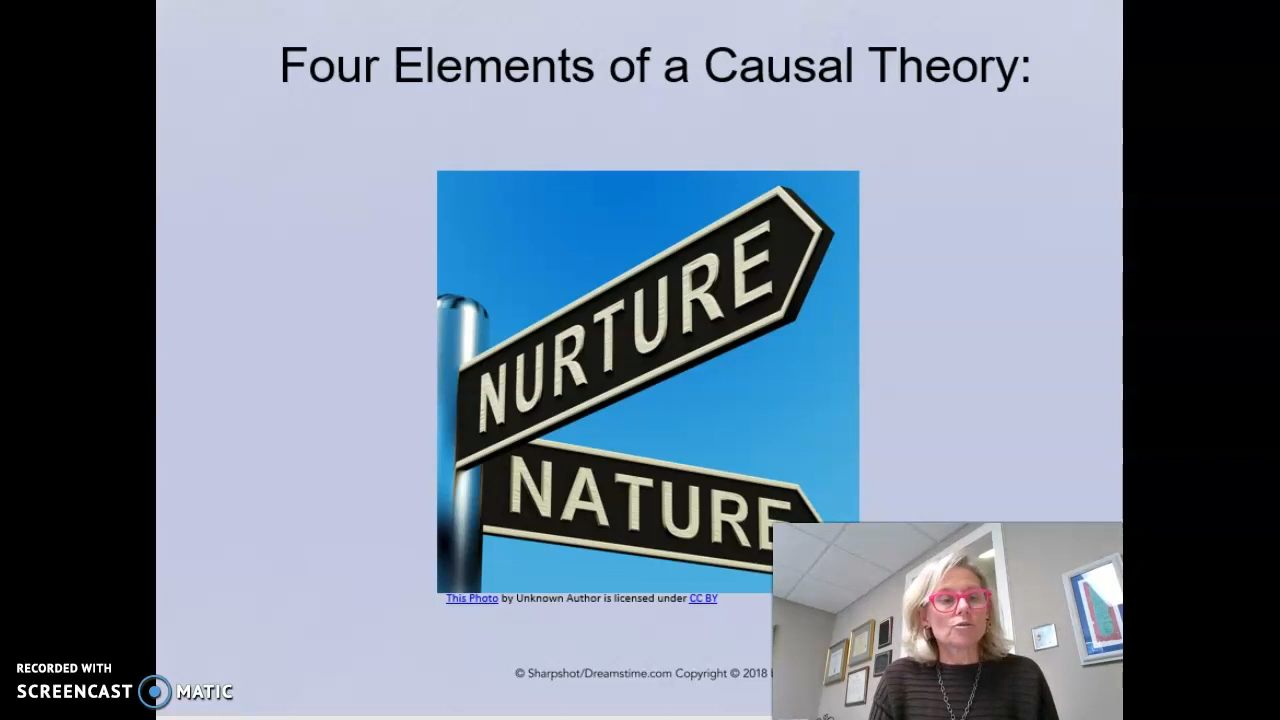 Four Elements of a Causal Theory:
NURTURE
NATURE
This Photo by Unknown Author is licensed under CC BY
© Sharpshot/Dreamstime.com Copyright © 2018
RECORDED WITH
SCREENCAST MATIC